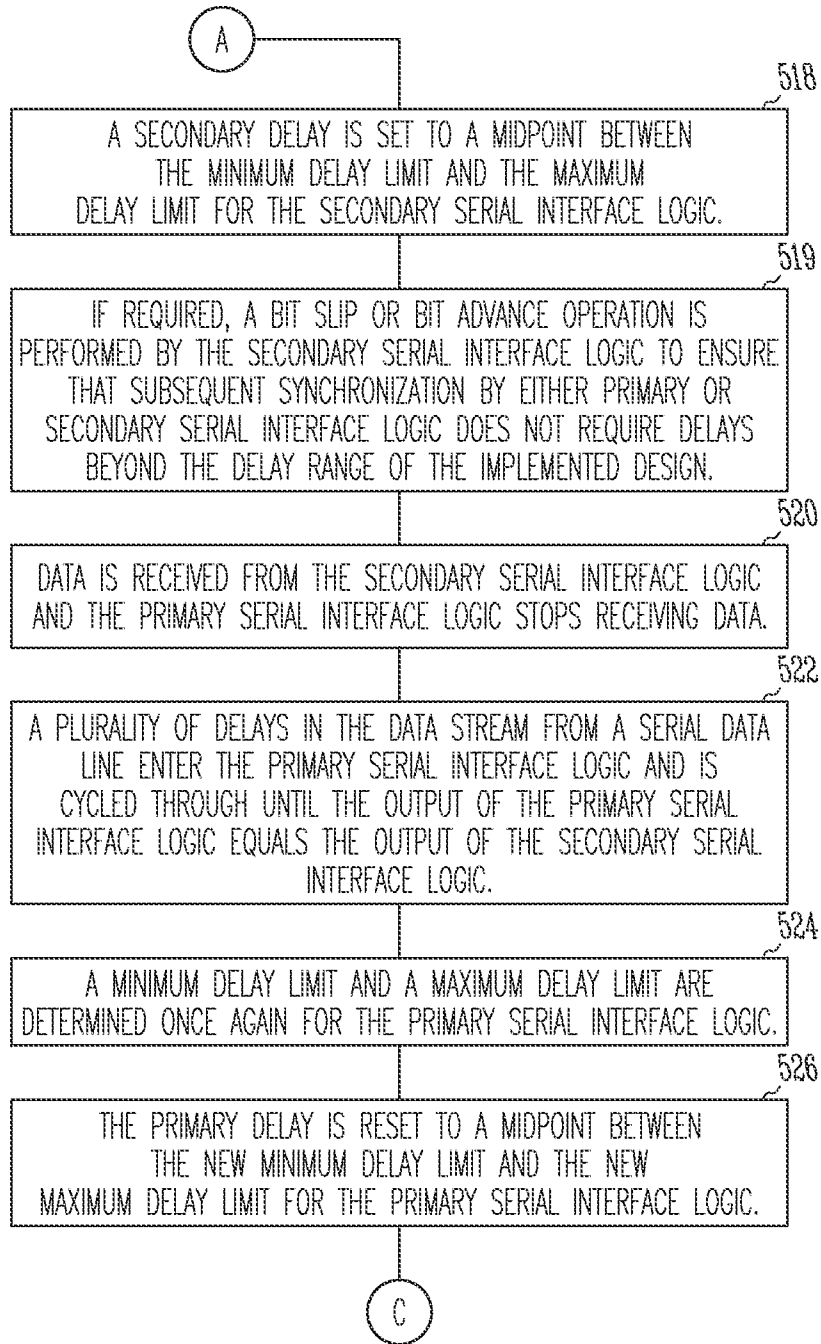 A
518
A SECONDARY DELAY IS SET TO A MIDPOINT BETWEEN
THE MINIMUM DELAY LIMIT AND THE MAXIMUM
DELAY LIMIT FOR THE SECONDARY SERIAL INTERFACE LOGIC.
519
IF REQUIRED, A BIT SLIP OR BIT ADVANCE OPERATION IS
PERFORMED BY THE SECONDARY SERIAL INTERFACE LOGIC TO ENSURE
THAT SUBSEQUENT SYNCHRONIZATION BY EITHER PRIMARY OR
SECONDARY SERIAL INTERFACE LOGIC DOES NOT REQUIRE DELAYS
BEYOND THE DELAY RANGE OF THE IMPLEMENTED DESIGN.
520
DATA IS RECEIVED FROM THE SECONDARY SERIAL INTERFACE LOGIC
AND THE PRIMARY SERIAL INTERFACE LOGIC STOPS RECEIVING DATA.
522
A PLURALITY OF DELAYS IN THE DATA STREAM FROM A SERIAL DATA
LINE ENTER THE PRIMARY SERIAL INTERFACE LOGIC AND IS
CYCLED THROUGH UNTIL THE OUTPUT OF THE PRIMARY SERIAL
INTERFACE LOGIC EQUALS THE OUTPUT OF THE SECONDARY SERIAL
INTERFACE LOGIC.
524
A MINIMUM DELAY LIMIT AND A MAXIMUM DELAY LIMIT ARE
DETERMINED ONCE AGAIN FOR THE PRIMARY SERIAL INTERFACE LOGIC.
526
THE PRIMARY DELAY IS RESET TO A MIDPOINT BETWEEN
THE NEW MINIMUM DELAY LIMIT AND THE NEW
MAXIMUM DELAY LIMIT FOR THE PRIMARY SERIAL INTERFACE LOGIC.
C